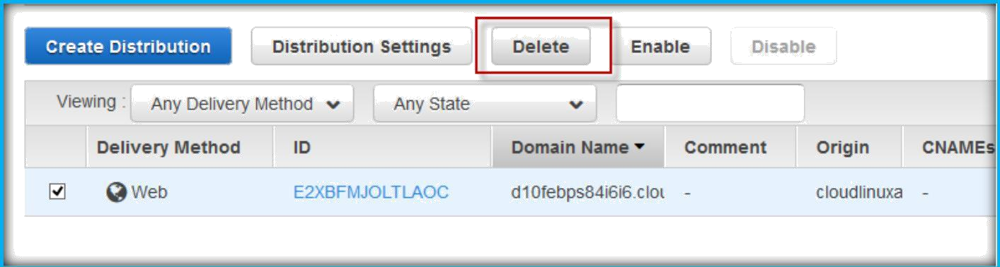 Create Distribution Distribution Settings Delete Enable Disable
Viewing : Any Delivery Method Any State
Delivery Method ID Domain Name Comment Origin CNAMEs
Web E2XBFMJOLTLAOC d10febps84i6i6.clou - cloudlinuxa -